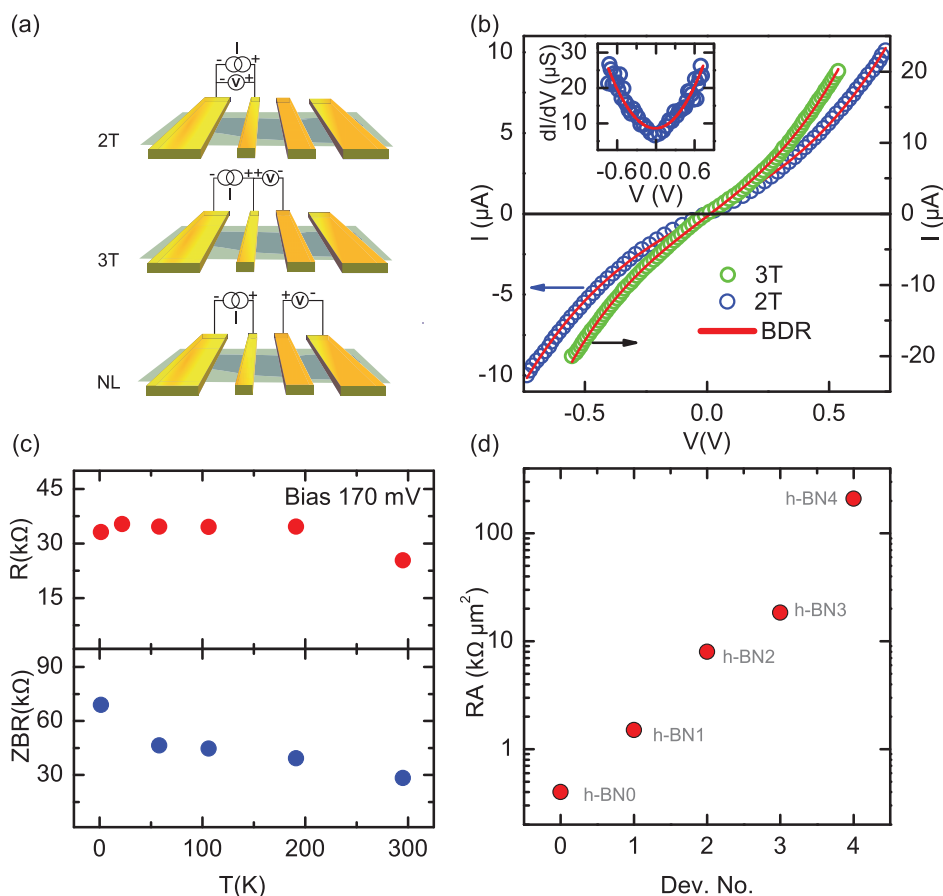 (a)
I
- +
- V +
2T
- ++ V -
I
3T
- +
I
+ V -
NL
(b)
dI/dV (µS)
30
20
10
-0.6 0.0 0.6
V (V)
I (µA)
10
5
0
-5
-10
I (µA)
20
10
0
-10
-20
3T
2T
BDR
-0.5 0.0 0.5
V(V)
(c)
Bias 170 mV
R(kΩ)
45
30
15
ZBR(kΩ)
90
60
30
0 100 200 300
T(K)
(d)
RA (kΩ µm²)
100
10
1
h-BN4
h-BN3
h-BN2
h-BN1
h-BN0
0 1 2 3 4
Dev. No.